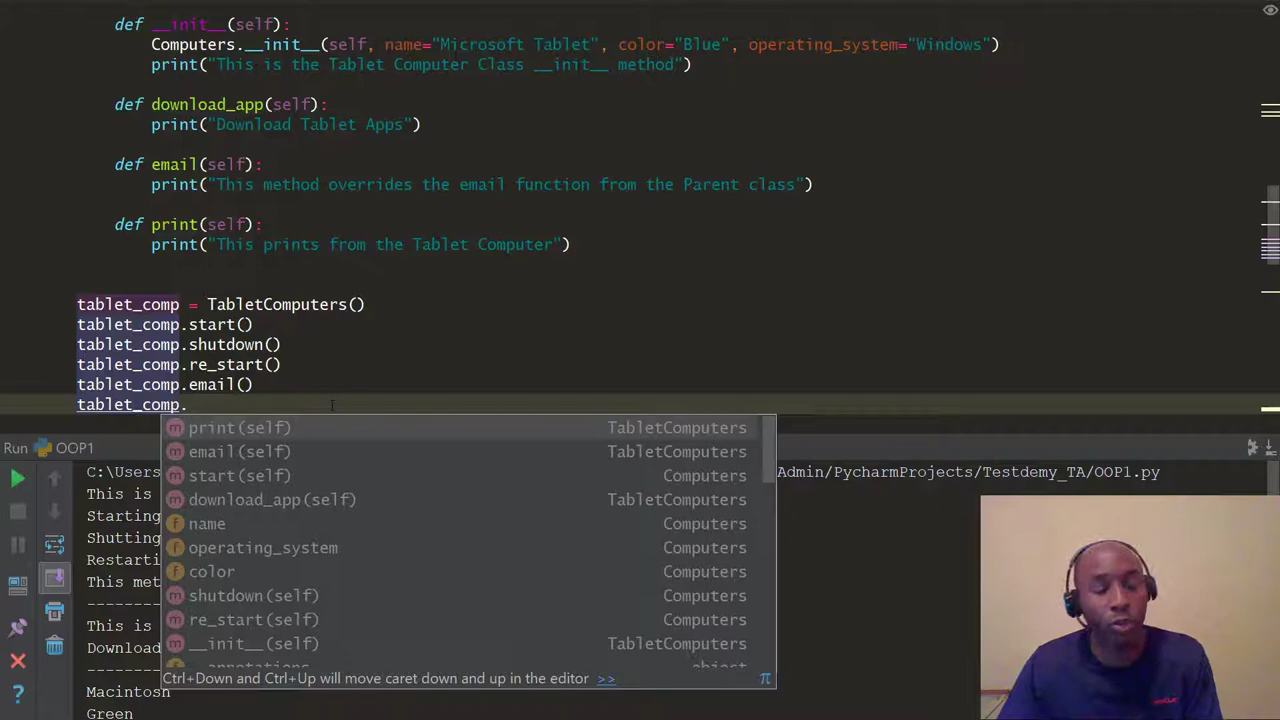 def __init__(self):
Computers.__init__(self, name="Microsoft Tablet", color="Blue", operating_system="Windows")
print("This is the Tablet Computer Class __init__ method")
def download_app(self):
print("Download Tablet Apps")
def email(self):
print("This method overrides the email function from the Parent class")
def print(self):
print("This prints from the Tablet Computer")
tablet_comp = TabletComputers()
tablet_comp.start()
tablet_comp.shutdown()
tablet_comp.re_start()
tablet_comp.email()
tablet_comp.
print(self) TabletComputers
email(self) TabletComputers
start(self) Computers
download_app(self) TabletComputers
name Computers
operating_system Computers
color Computers
shutdown(self) Computers
re_start(self) Computers
__init__(self) TabletComputers
__annotations__ object
Ctrl+Down and Ctrl+Up will move caret down and up in the editor >> π
Run OOP1
C:\Users Admin/PycharmProjects/Testdemy_TA/OOP1.py
This is
Starting
Shutting
Restarti
This met
----------
This is
Download
----------
Macintosh
Green